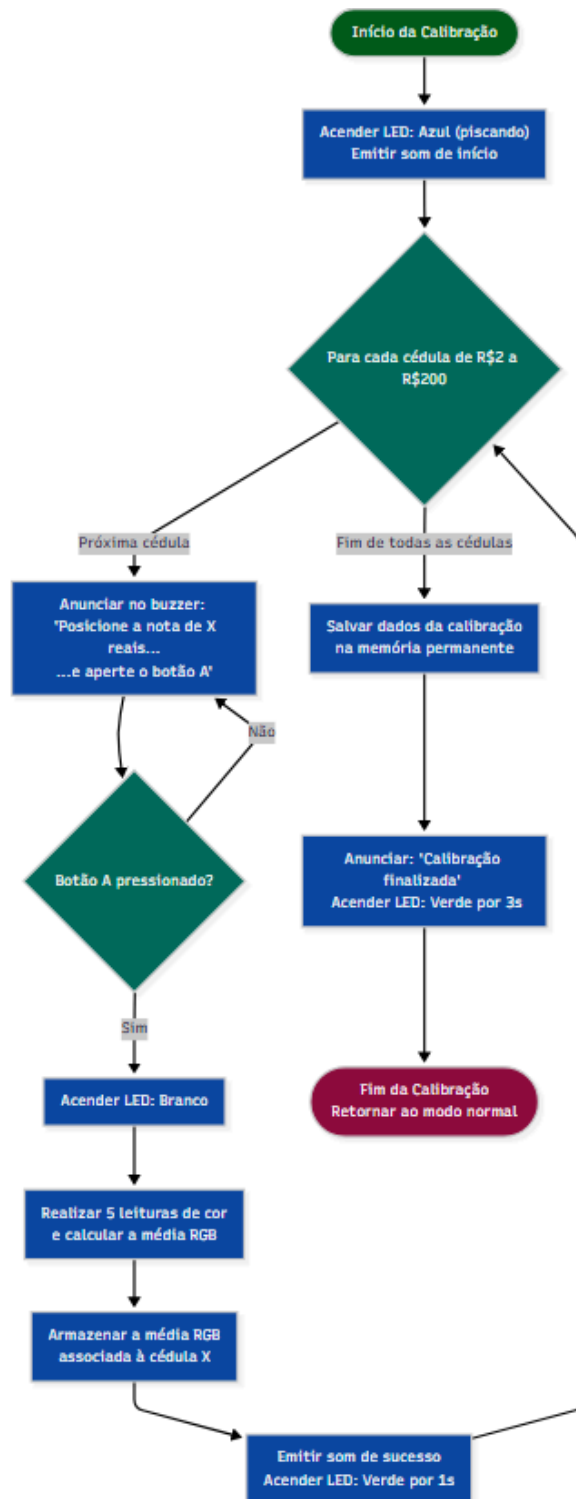 Início da Calibração
Acender LED: Azul (piscando)
Emitir som de início
Para cada cédula de R$2 a
R$200
Próxima cédula
Fim de todas as cédulas
Anunciar no buzzer:
"Posicione a nota de X
reais...
...e aperte o botão A"
Salvar dados da calibração
na memória permanente
Não
Botão A pressionado?
Anunciar: 'Calibração
finalizada'
Acender LED: Verde por 3s
Sim
Acender LED: Branco
Fim da Calibração
Retornar ao modo normal
Realizar 5 leituras de cor
e calcular a média RGB
Armazenar a média RGB
associada à cédula X
Emitir som de sucesso
Acender LED: Verde por 1s